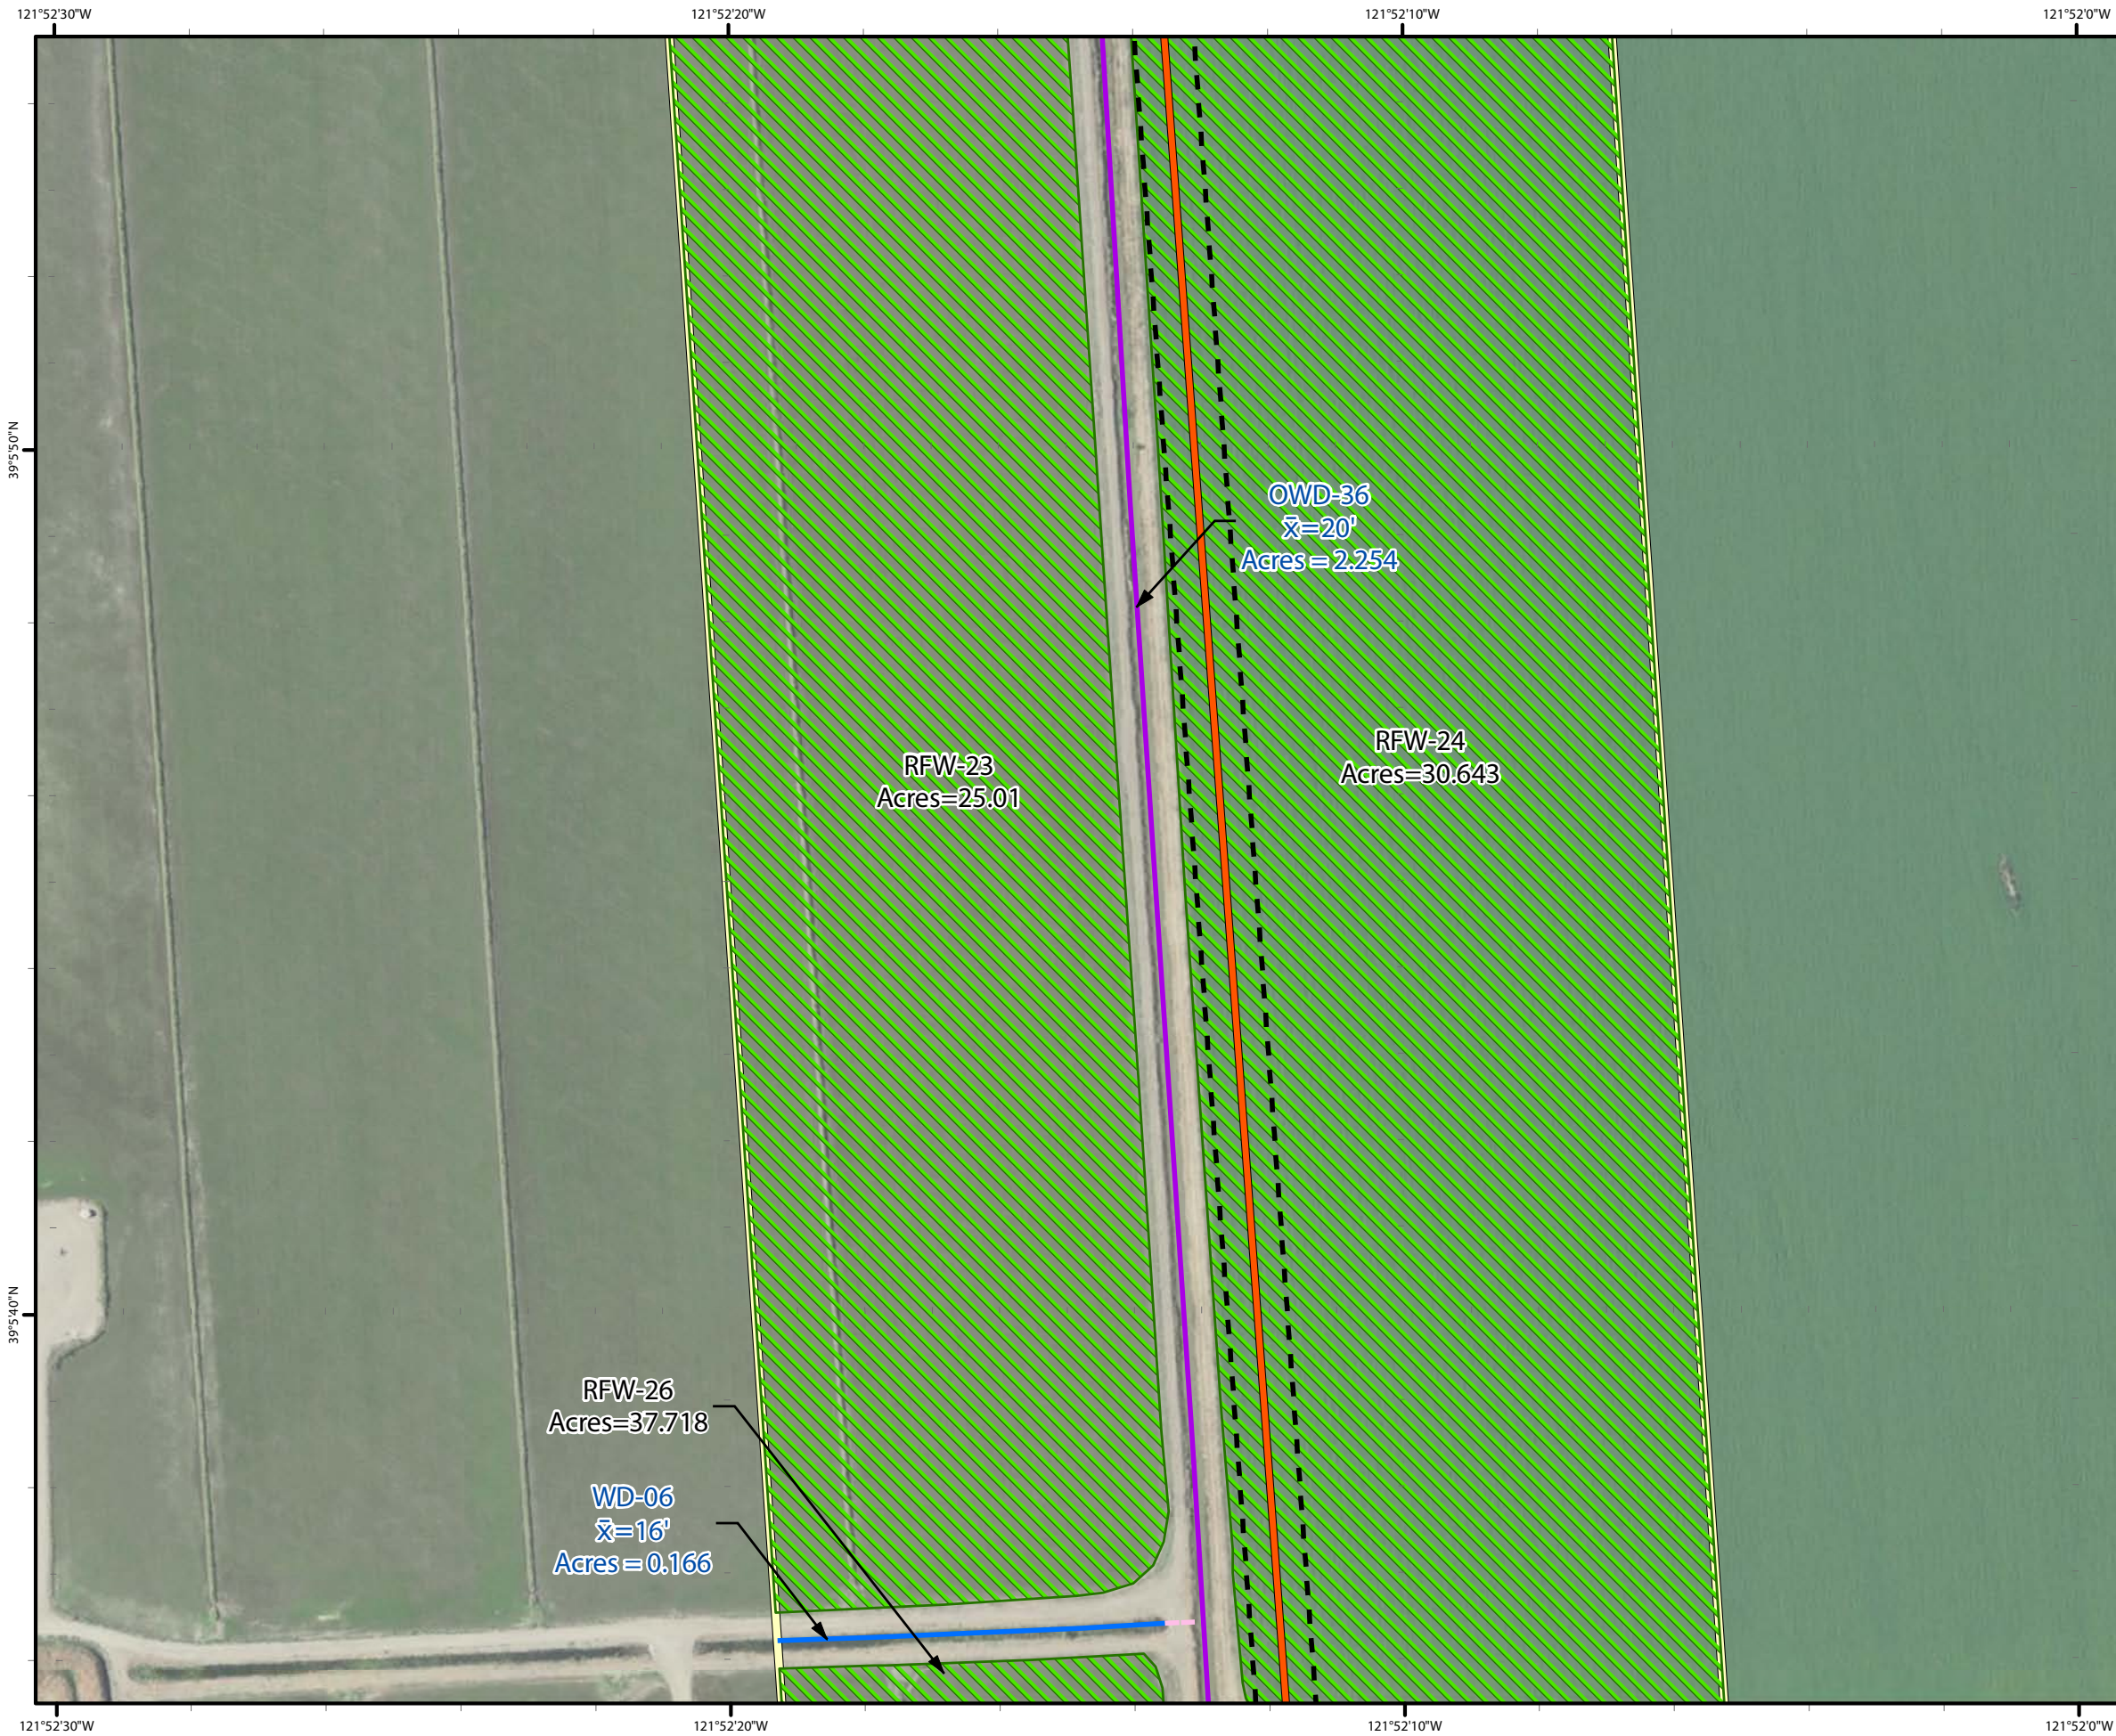 121°52'30"W
121°52'20"W
121°52'10"W
121°52'0"W
39°5'50"N
OWD-36
x̄=20'
Acres = 2.254
RFW-24
Acres=30.643
RFW-23
Acres=25.01
39°5'40"N
RFW-26
Acres=37.718
WD-06
x̄=16'
Acres = 0.166
121°52'30"W
121°52'20"W
121°52'10"W
121°52'0"W